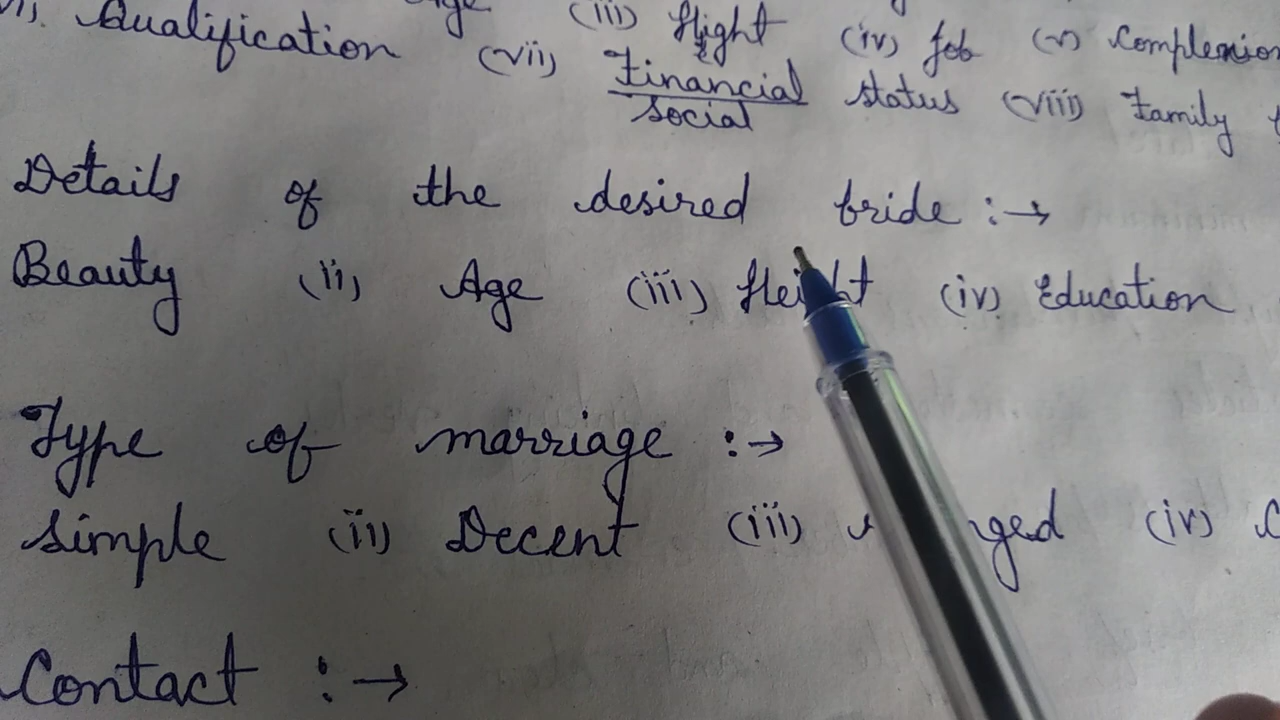 (iii) Hight (iv) Job (v) Complexion
Qualification (vii) Financial status (viii) Family
Social
Details of the desired bride :→
Beauty (ii) Age (iii) Height (iv) Education
Type of marriage :→
Simple (ii) Decent (iii) (iv)
Contact :→